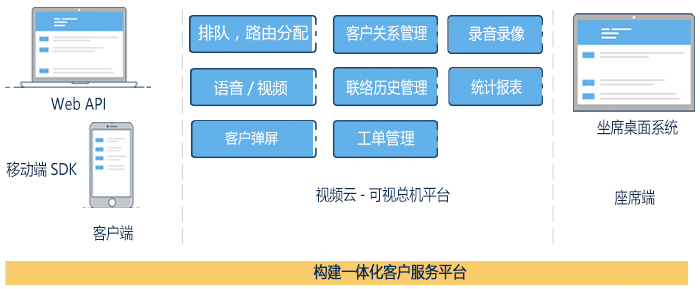 Web API
移动端 SDK
客户端
排队，路由分配
客户关系管理
录音录像
语音 / 视频
联络历史管理
统计报表
客户弹屏
工单管理
视频云 - 可视总机平台
坐席桌面系统
座席端
构建一体化客户服务平台